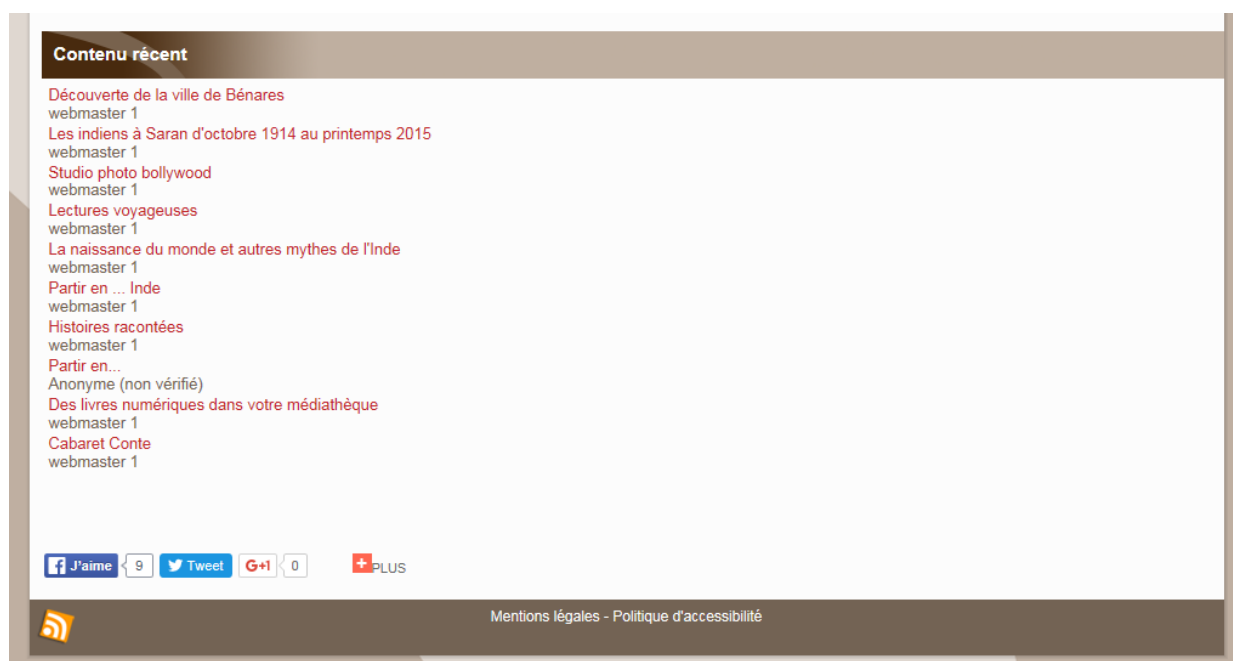 Contenu récent
Découverte de la ville de Bénares
webmaster 1
Les indiens à Saran d'octobre 1914 au printemps 2015
webmaster 1
Studio photo bollywood
webmaster 1
Lectures voyageuses
webmaster 1
La naissance du monde et autres mythes de l'Inde
webmaster 1
Partir en ... Inde
webmaster 1
Histoires racontées
webmaster 1
Partir en...
Anonyme (non vérifié)
Des livres numériques dans votre médiathèque
webmaster 1
Cabaret Conte
webmaster 1
J'aime 9 Tweet G+1 0 PLUS
Mentions légales - Politique d'accessibilité